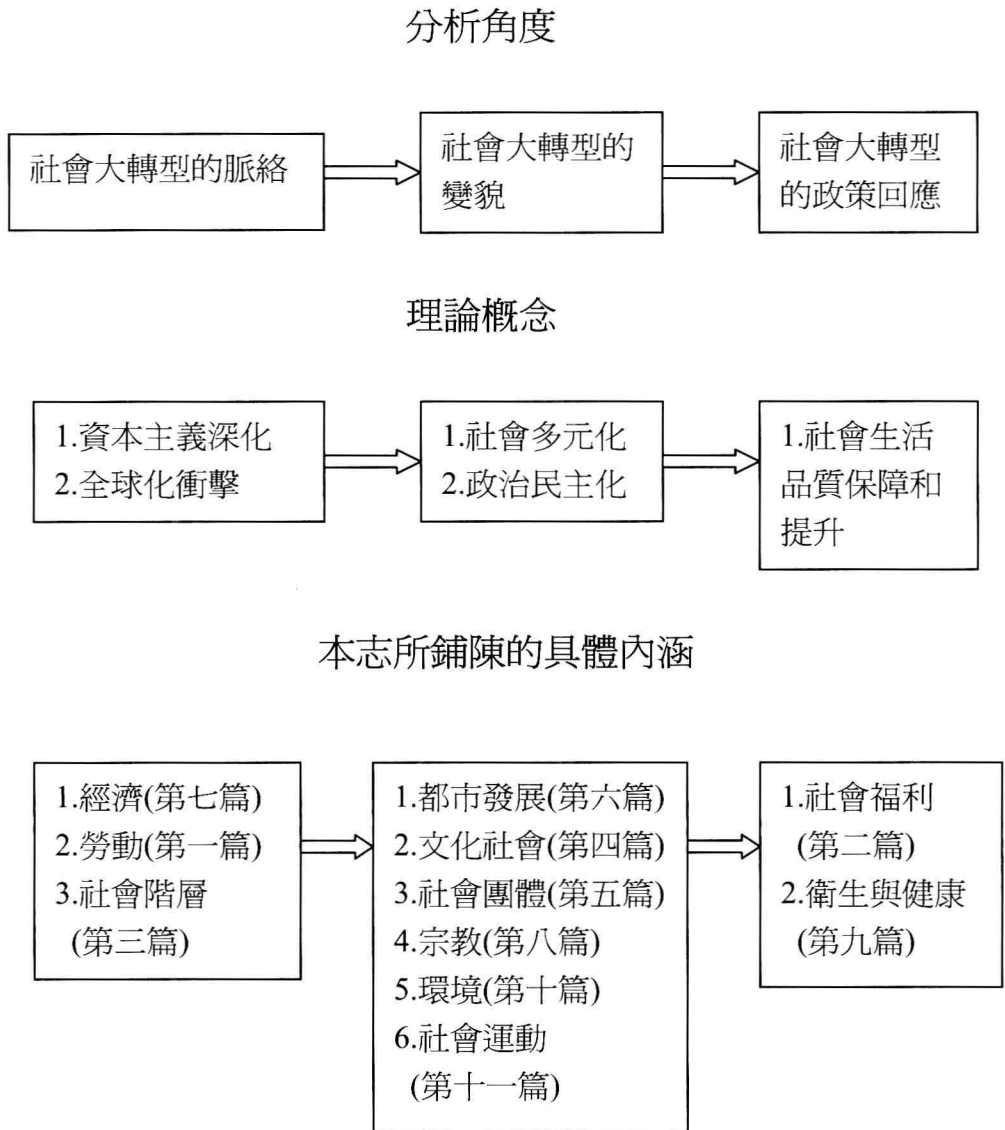 分析角度
社會大轉型的脈絡
社會大轉型的
變貌
社會大轉型
的政策回應
理論概念
1.資本主義深化
2.全球化衝擊
1.社會多元化
2.政治民主化
1.社會生活
品質保障和
提升
本志所鋪陳的具體內涵
1.經濟(第七篇)
2.勞動(第一篇)
3.社會階層
(第三篇)
1.都市發展(第六篇)
2.文化社會(第四篇)
3.社會團體(第五篇)
4.宗教(第八篇)
5.環境(第十篇)
6.社會運動
(第十一篇)
1.社會福利
(第二篇)
2.衛生與健康
(第九篇)